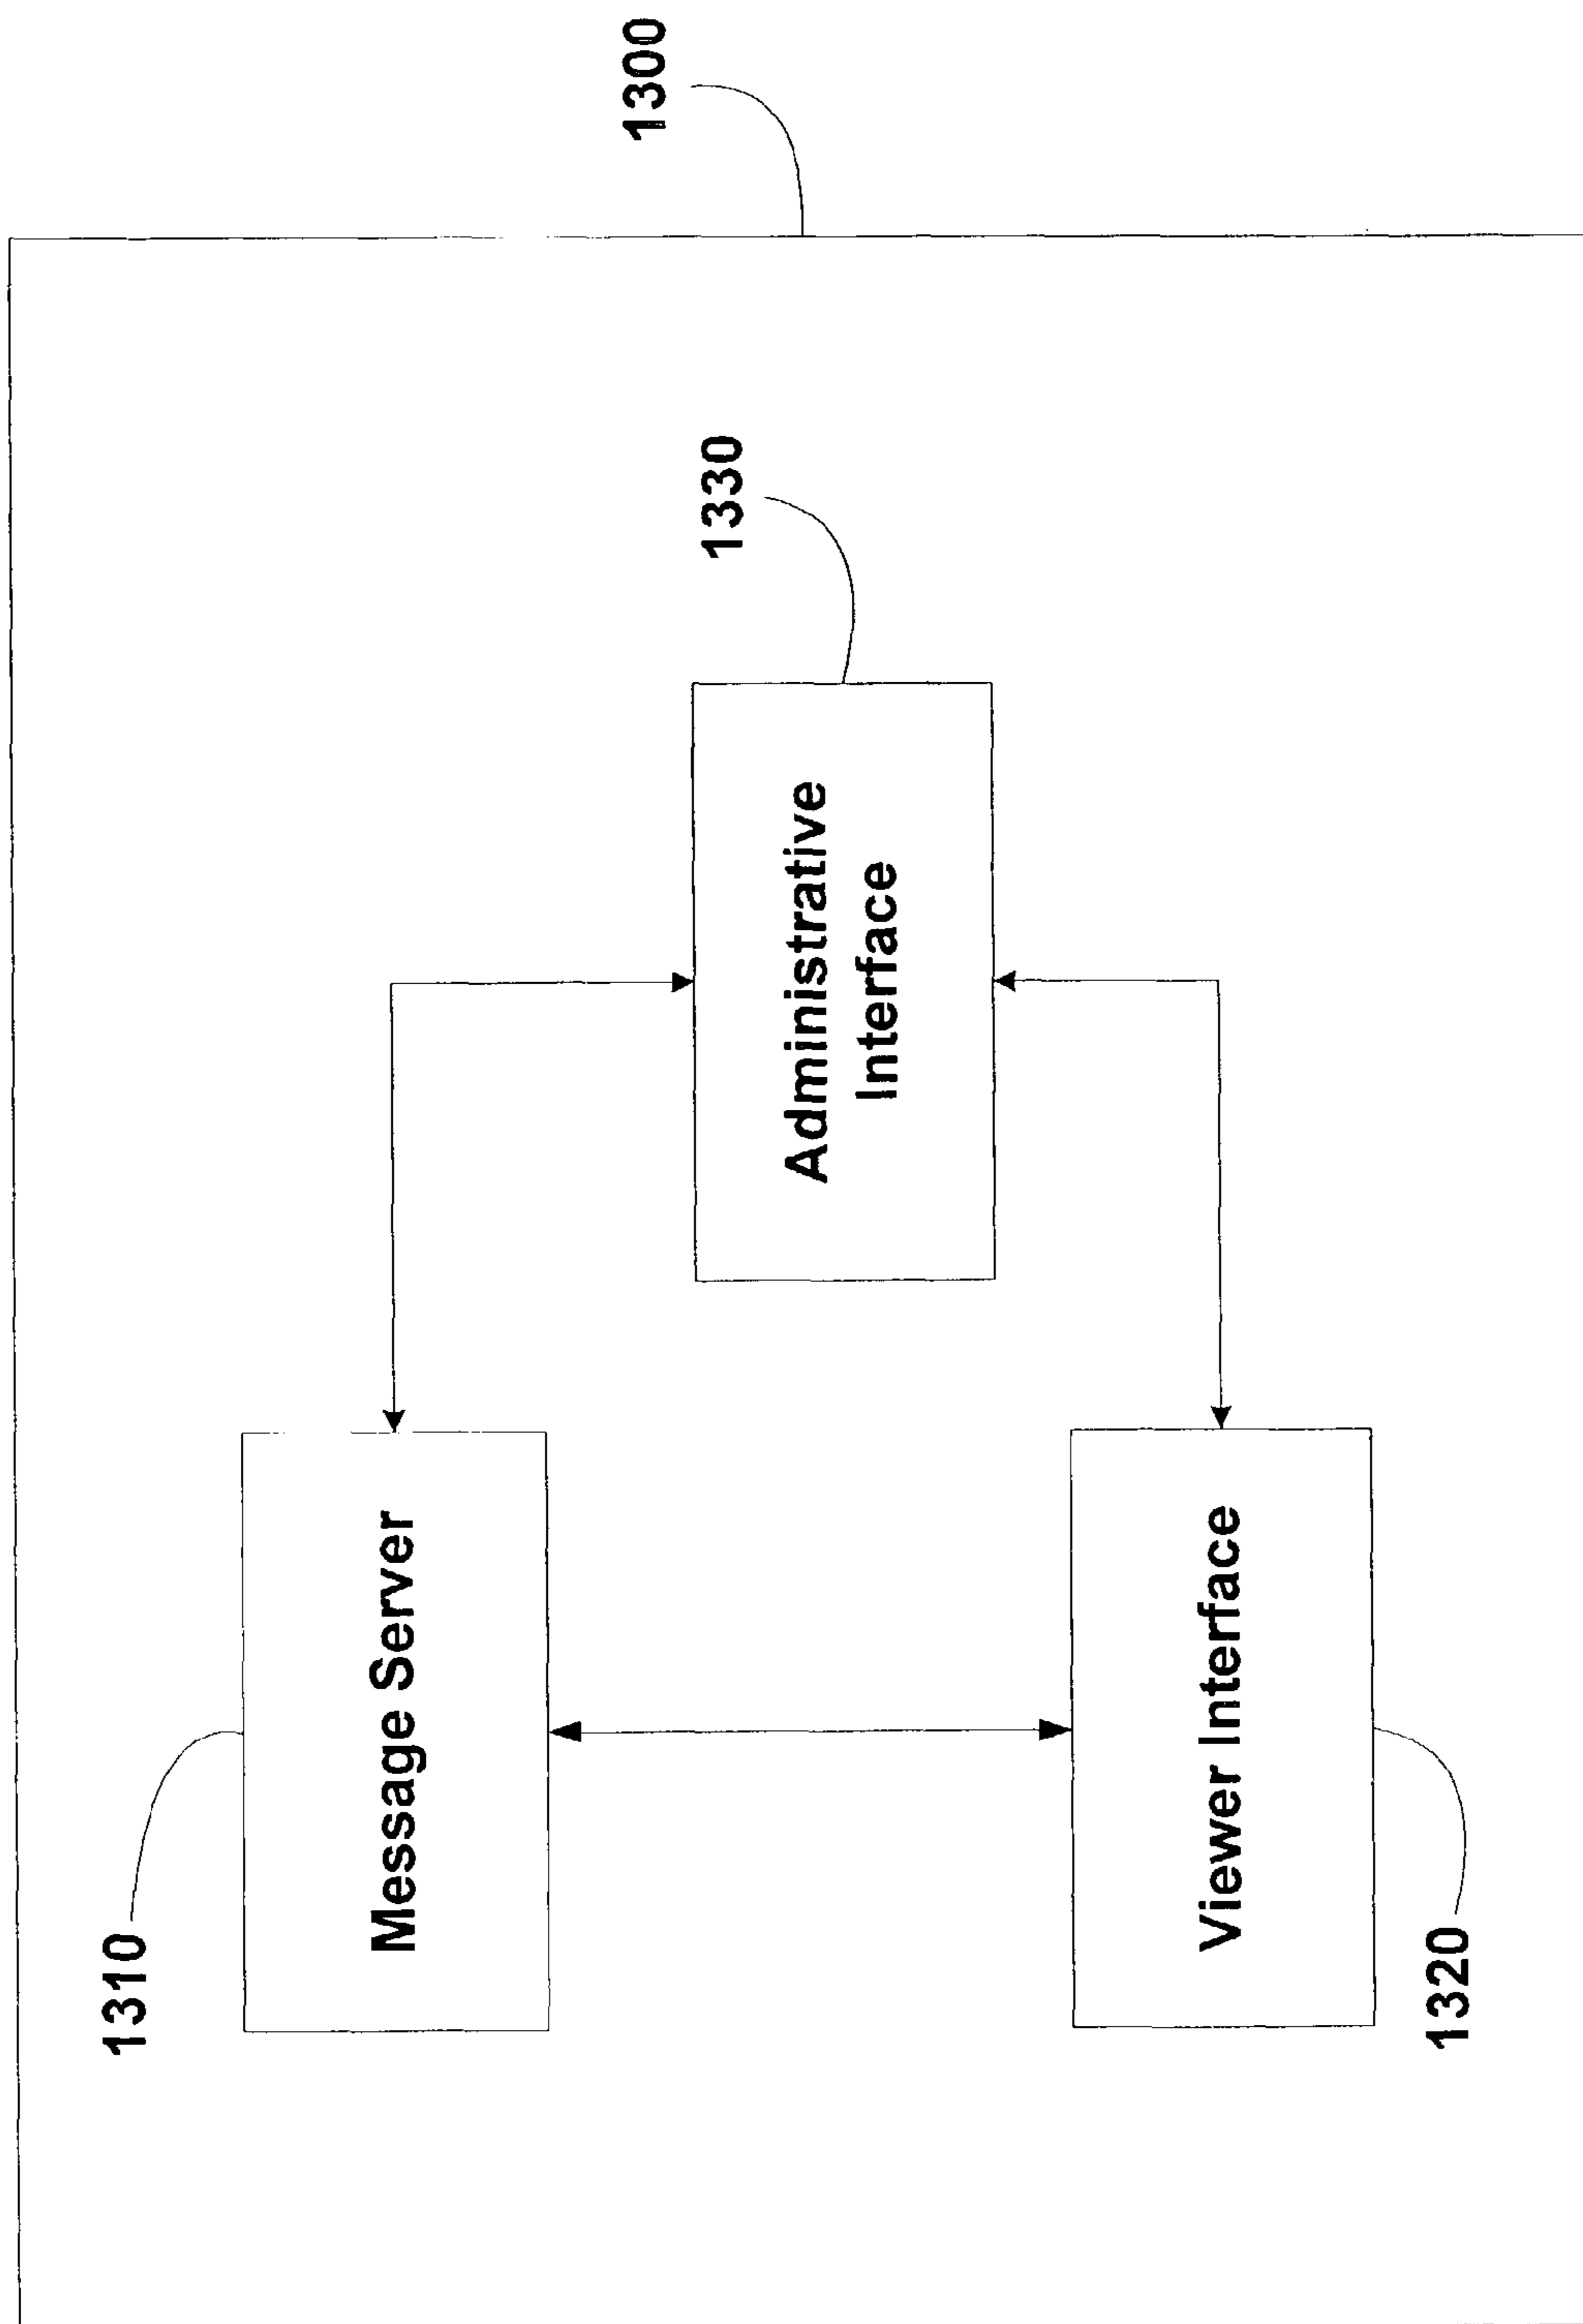 1300
1310
Message Server
1330
Administrative
Interface
Viewer Interface
1320